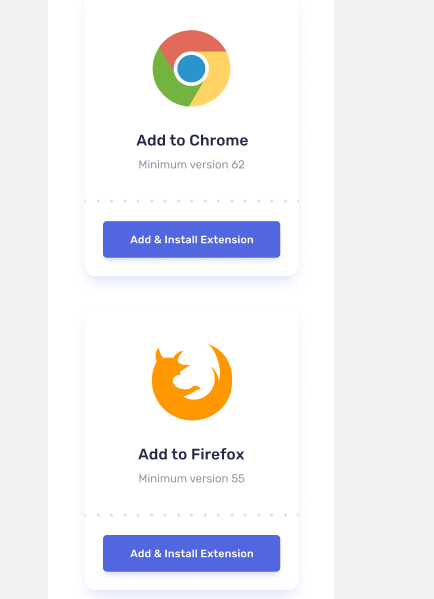 Add to Chrome
Minimum version 62
Add & Install Extension
Add to Firefox
Minimum version 55
Add & Install Extension